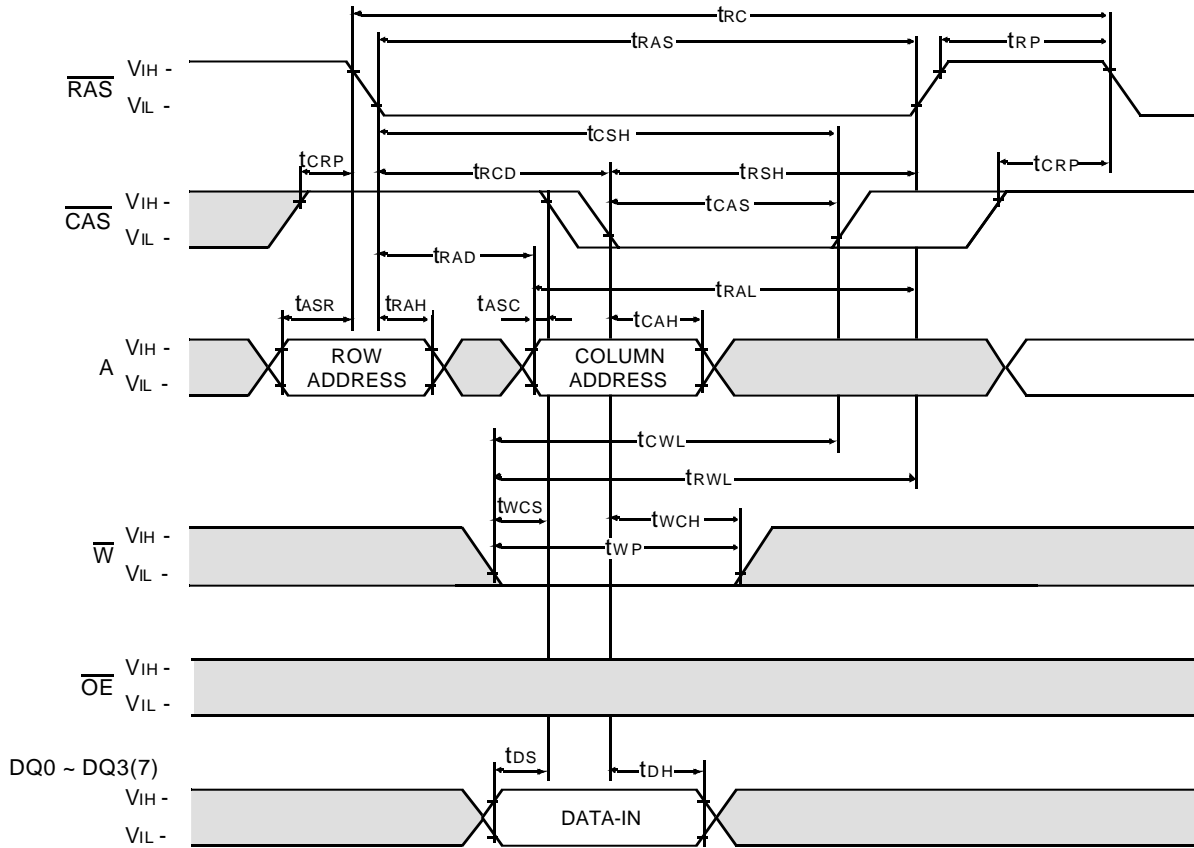 tRC
tRAS
tRP
RAS
VIH -
VIL -
tCSH
tCRP
tRCD
tRSH
tCRP
CAS
VIH -
VIL -
tCAS
tRAD
tRAL
tASR
tRAH
tASC
tCAH
A
VIH -
VIL -
ROW
ADDRESS
COLUMN
ADDRESS
tCWL
tRWL
tWCS
tWCH
W
VIH -
VIL -
tWP
OE
VIH -
VIL -
tDS
tDH
DQ0 ~ DQ3(7)
VIH -
VIL -
DATA-IN